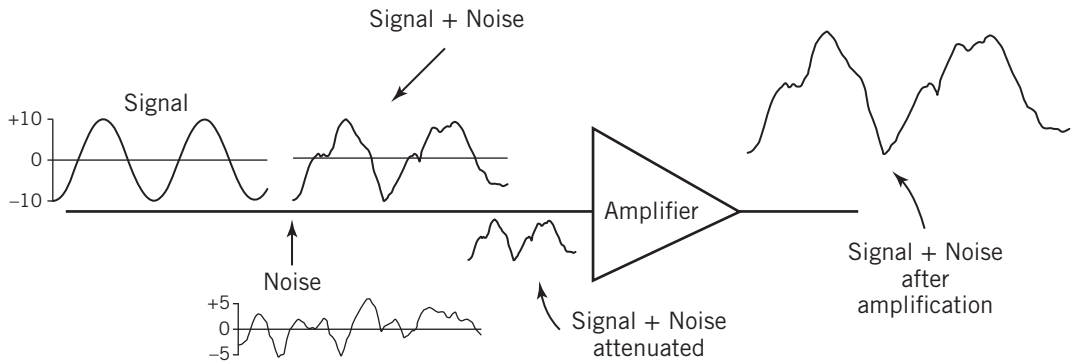 Signal + Noise
Signal
+10
0
−10
Amplifier
Noise
+5
0
−5
Signal + Noise
attenuated
Signal + Noise
after
amplification